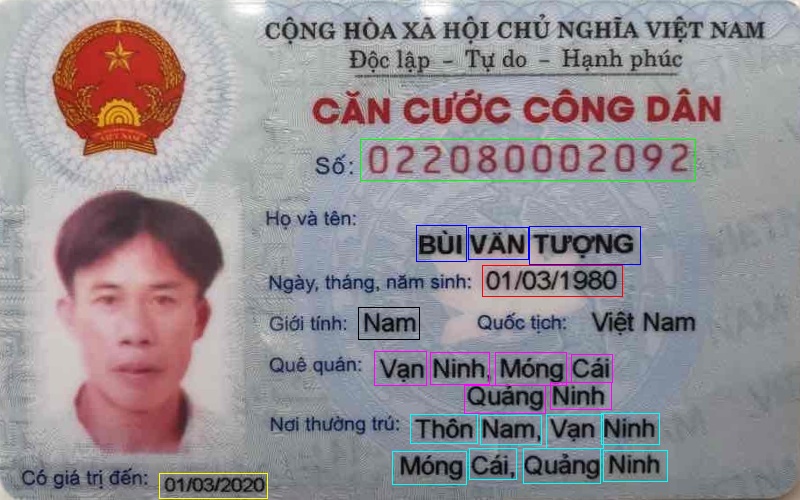 CỘNG HÒA XÃ HỘI CHỦ NGHĨA VIỆT NAM
Độc lập - Tự do - Hạnh phúc
CĂN CƯỚC CÔNG DÂN
Số: 022080002092
Họ và tên:
BÙI VĂN TƯỢNG
Ngày, tháng, năm sinh: 01/03/1980
Giới tính: Nam Quốc tịch: Việt Nam
Quê quán: Vạn Ninh, Móng Cái
Quảng Ninh
Nơi thường trú: Thôn Nam, Vạn Ninh
Móng Cái, Quảng Ninh
Có giá trị đến: 01/03/2020
VIỆT NAM